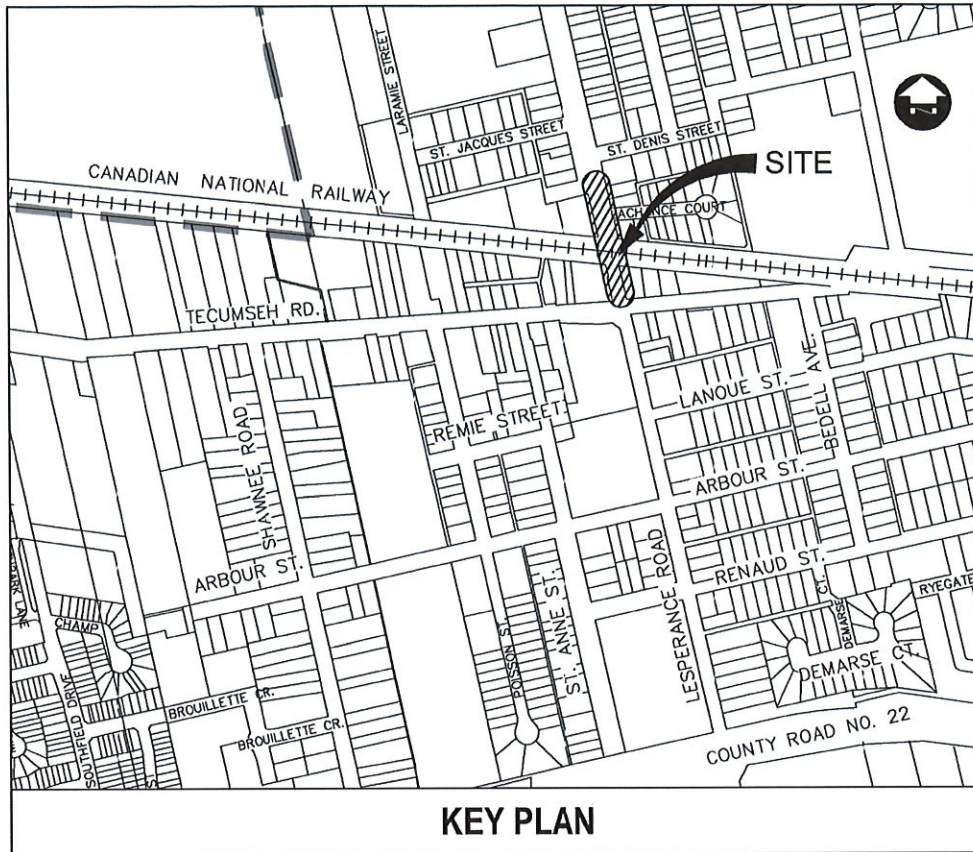 LARAMIE STREET
ST. JACQUES STREET
ST. DENIS STREET
N
SITE
CANADIAN NATIONAL RAILWAY
ACHANCE COURT
TECUMSEH RD.
LANOUE ST.
BEDELL AVE.
REMIE STREET
SHAWNEE ROAD
ARBOUR ST.
ARBOUR ST.
RENAUD ST.
LESPERANCE ROAD
ST. ANNE ST.
POISSON ST.
DEMARSE CT.
RYEGATE
DEMARSE CT.
CHAMP
SOUTHFIELD DRIVE
BROUILLETTE CR.
BROUILLETTE CR.
COUNTY ROAD NO. 22
KEY PLAN